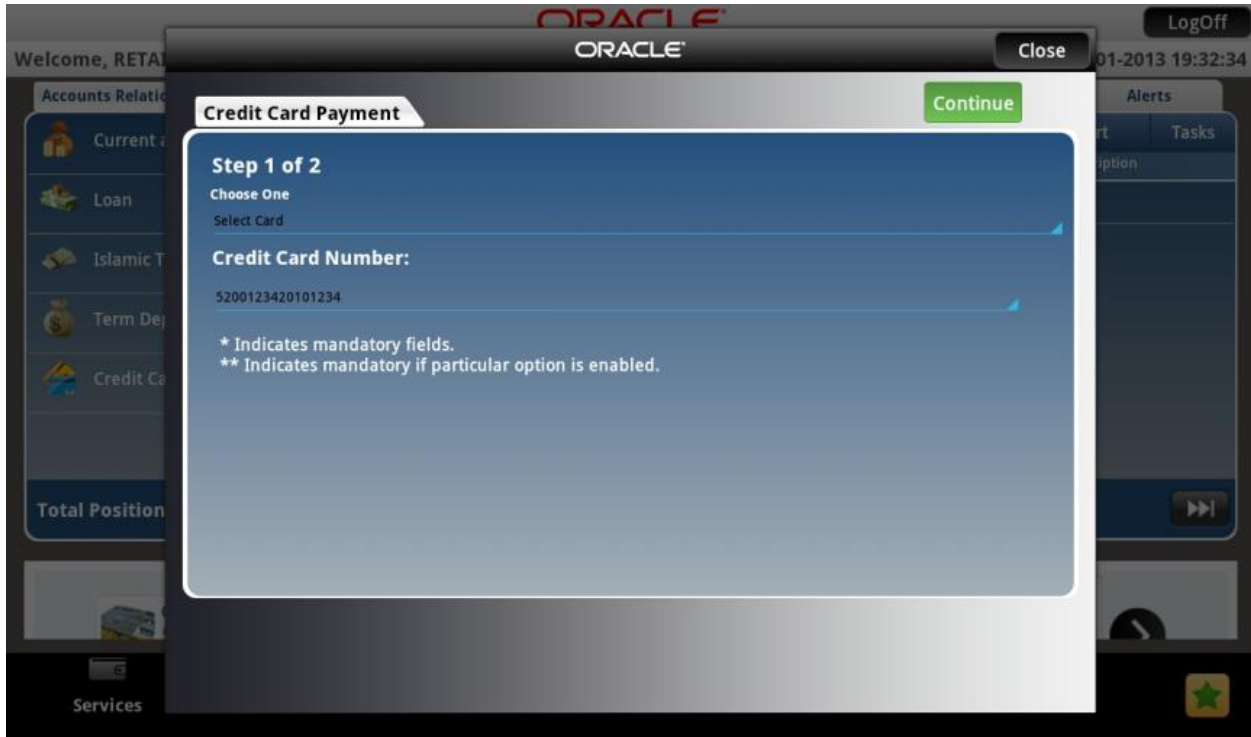 ORACLE
LogOff
Welcome, RETAI
01-2013 19:32:34
ORACLE
Close
Accounts Relatio
Alerts
Credit Card Payment
Continue
Current a
rt
Tasks
ription
Step 1 of 2
Choose One
Select Card
Loan
Credit Card Number:
Islamic T
5200123420101234
Term Dep
* Indicates mandatory fields.
** Indicates mandatory if particular option is enabled.
Credit Ca
Total Position
Services